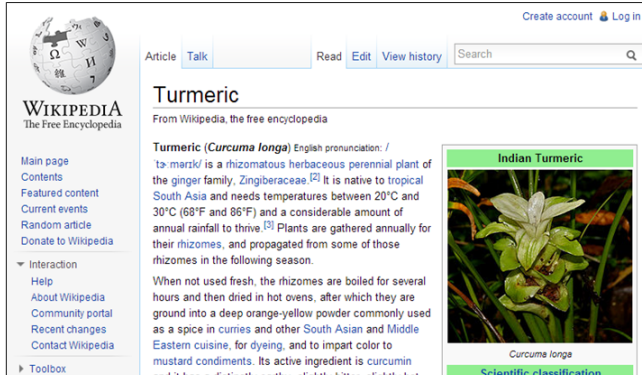 Create account Log in
Article Talk Read Edit View history Search
WIKIPEDIA
The Free Encyclopedia
Main page
Contents
Featured content
Current events
Random article
Donate to Wikipedia
Interaction
Help
About Wikipedia
Community portal
Recent changes
Contact Wikipedia
Toolbox
Turmeric
From Wikipedia, the free encyclopedia
Turmeric (Curcuma longa) English pronunciation: /
ˈtɜrmərɪk/ is a rhizomatous herbaceous perennial plant of
the ginger family, Zingiberaceae.[2] It is native to tropical
South Asia and needs temperatures between 20°C and
30°C (68°F and 86°F) and a considerable amount of
annual rainfall to thrive.[3] Plants are gathered annually for
their rhizomes, and propagated from some of those
rhizomes in the following season.
When not used fresh, the rhizomes are boiled for several
hours and then dried in hot ovens, after which they are
ground into a deep orange-yellow powder commonly used
as a spice in curries and other South Asian and Middle
Eastern cuisine, for dyeing, and to impart color to
mustard condiments. Its active ingredient is curcumin
Indian Turmeric
Curcuma longa
Scientific classification